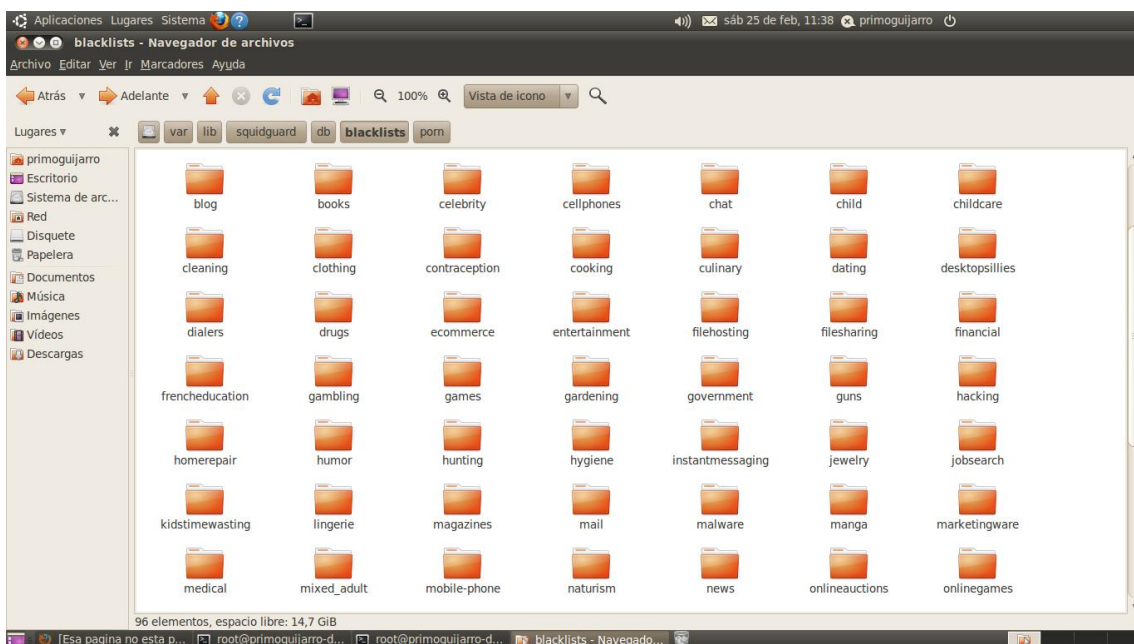 Aplicaciones Lugares Sistema sáb 25 de feb, 11:38 primoguijarro
blacklists - Navegador de archivos
Archivo Editar Ver Ir Marcadores Ayuda
Atrás Adelante 100% Vista de icono
Lugares var lib squidguard db blacklists porn
primoguijarro
Escritorio
Sistema de arc...
Red
Disquete
Papelera
Documentos
Música
Imágenes
Vídeos
Descargas
blog books celebrity cellphones chat child childcare
cleaning clothing contraception cooking culinary dating desktopsillies
dialers drugs ecommerce entertainment filehosting filesharing financial
frencheducation gambling games gardening government guns hacking
homerepair humor hunting hygiene instantmessaging jewelry jobsearch
kidstimewasting lingerie magazines mail malware manga marketingware
medical mixed_adult mobile-phone naturism news onlineauctions onlinegames
96 elementos, espacio libre: 14,7 GiB
[Esa pagina no esta p... root@primoguijarro-d... root@primoguijarro-d... blacklists - Navegado...